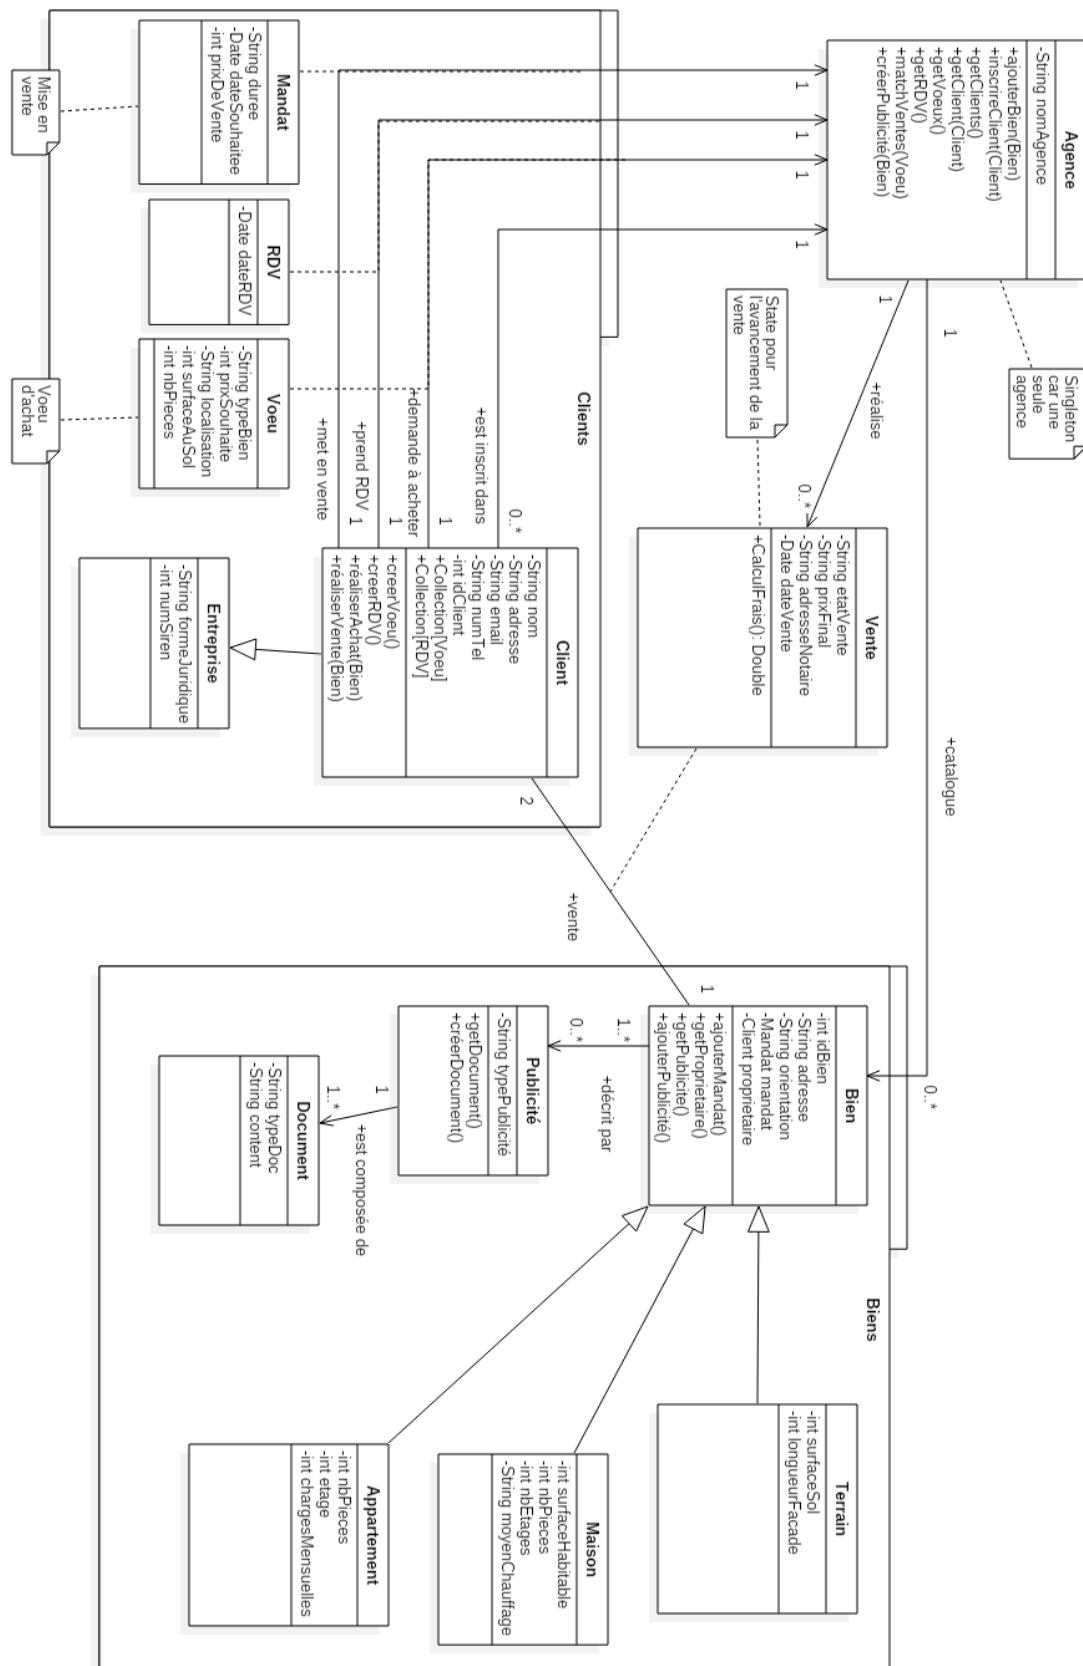 Agence
-String nomAgence
+ajouterBien(Bien)
+inscrireClient(Client)
+getClients()
+getClient(Client)
+getVoeux()
+getRDV()
+matchVentes(Voeu)
+créerPublicité(Bien)
Singleton
car une
seule
agence
1
1
1
1
1
1
+réalise
0..*
+catalogue
0..*
State pour
l'avancement de la
vente
Vente
-String etatVente
-String prixFinal
-String adresseNotaire
-Date dateVente
+CalculFrais(): Double
Clients
Mandat
-String duree
-Date dateSouhaitee
-int prixDeVente
Mise en
vente
RDV
-Date dateRDV
Voeu
-String typeBien
-int prixSouhaite
-String localisation
-int surfaceAuSol
-int nbPieces
Voeu
d'achat
+est inscrit dans
0..*
+demande à acheter
1
+prend RDV
1
+met en vente
1
Client
-String nom
-String adresse
-String email
-String numTel
-int idClient
+Collection[Voeu]
+Collection[RDV]
+creerVoeu()
+creerRDV()
+réaliserAchat(Bien)
+réaliserVente(Bien)
Entreprise
-String formeJuridique
-int numSiren
2
+vente
1
Biens
Bien
-int idBien
-String adresse
-String orientation
-Mandat mandat
-Client proprietaire
+ajouterMandat()
+getProprietaire()
+getPublicite()
+ajouterPublicité()
1..*
+décrit par
0..*
Publicité
-String typePublicité
+getDocument()
+créerDocument()
1
+est composée de
1..*
Document
-String typeDoc
-String content
Terrain
-int surfaceSol
-int longueurFacade
Maison
-int surfaceHabitable
-int nbPieces
-int nbEtages
-String moyenChauffage
Appartement
-int nbPieces
-int etage
-int chargesMensuelles